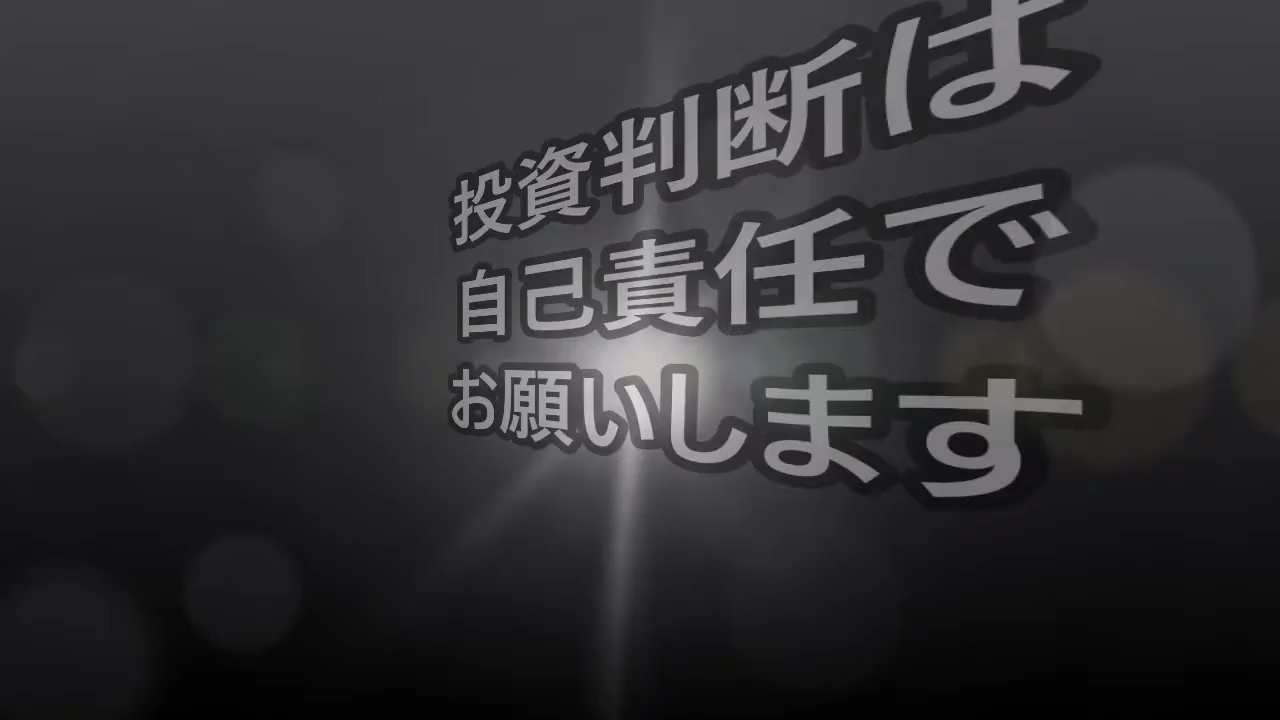 投資判断は
自己責任で
お願いします